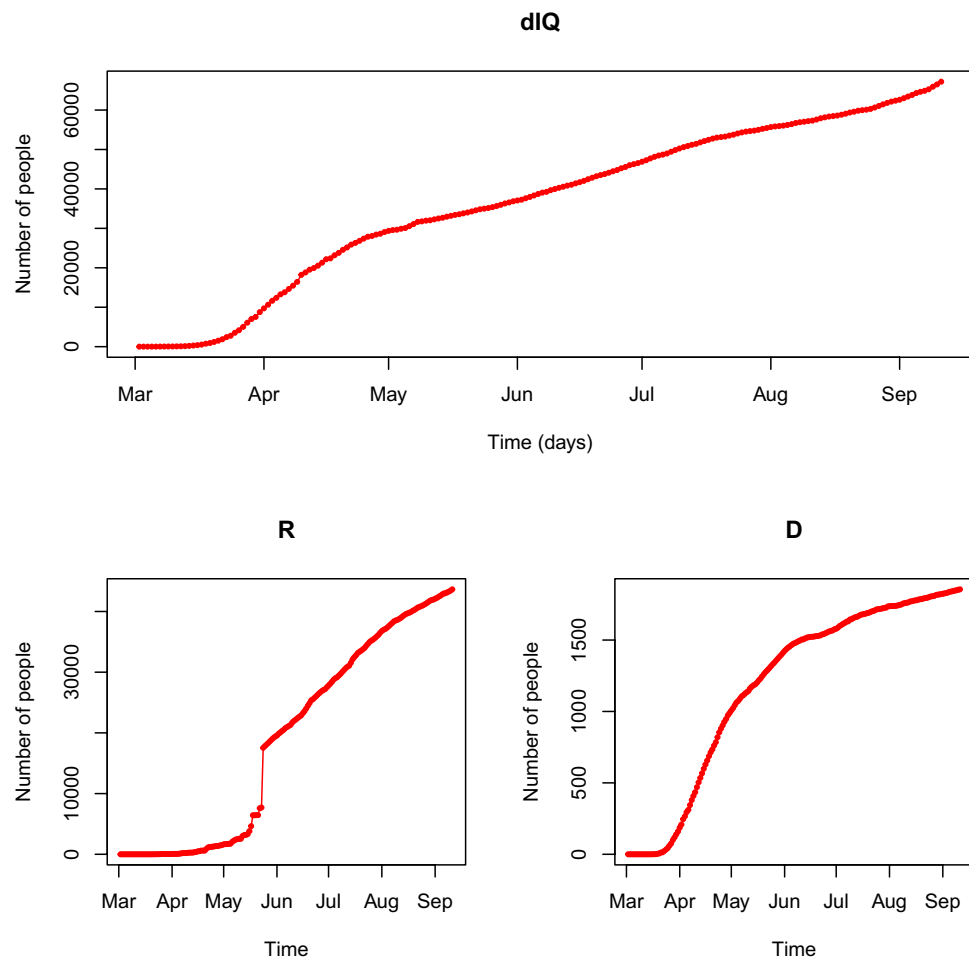 dIQ
Number of people
60000
40000
20000
0
Mar Apr May Jun Jul Aug Sep
Time (days)
R
Number of people
30000
10000
0
Mar Apr May Jun Jul Aug Sep
Time
D
Number of people
1500
1000
500
0
Mar Apr May Jun Jul Aug Sep
Time